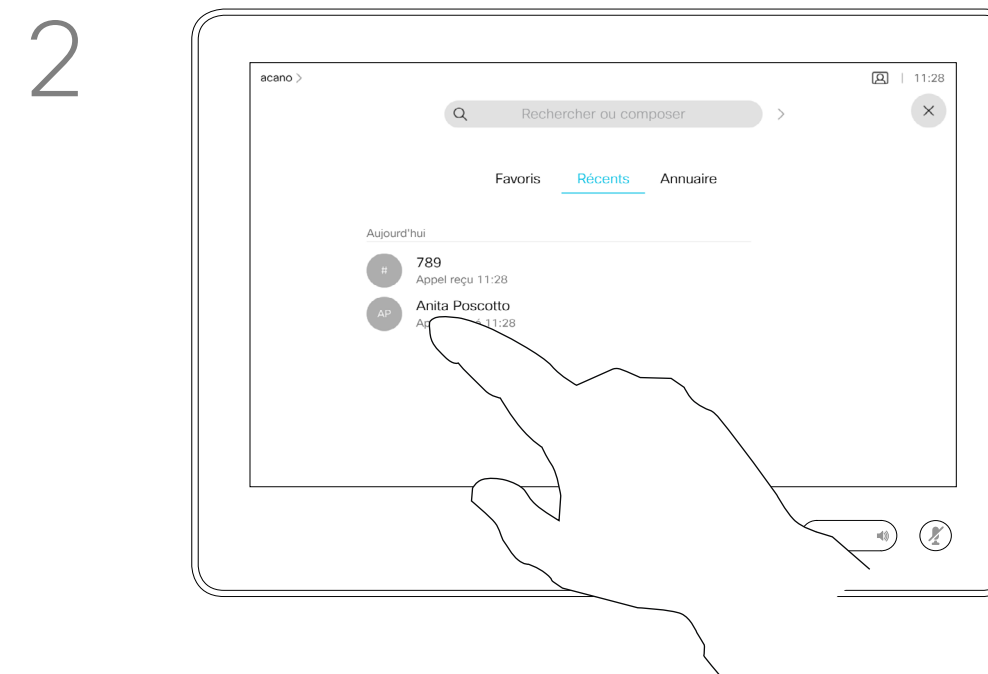 2
acano >
11:28
Rechercher ou composer
Favoris Récents Annuaire
Aujourd'hui
#
789
Appel reçu 11:28
AP
Anita Poscotto
11:28